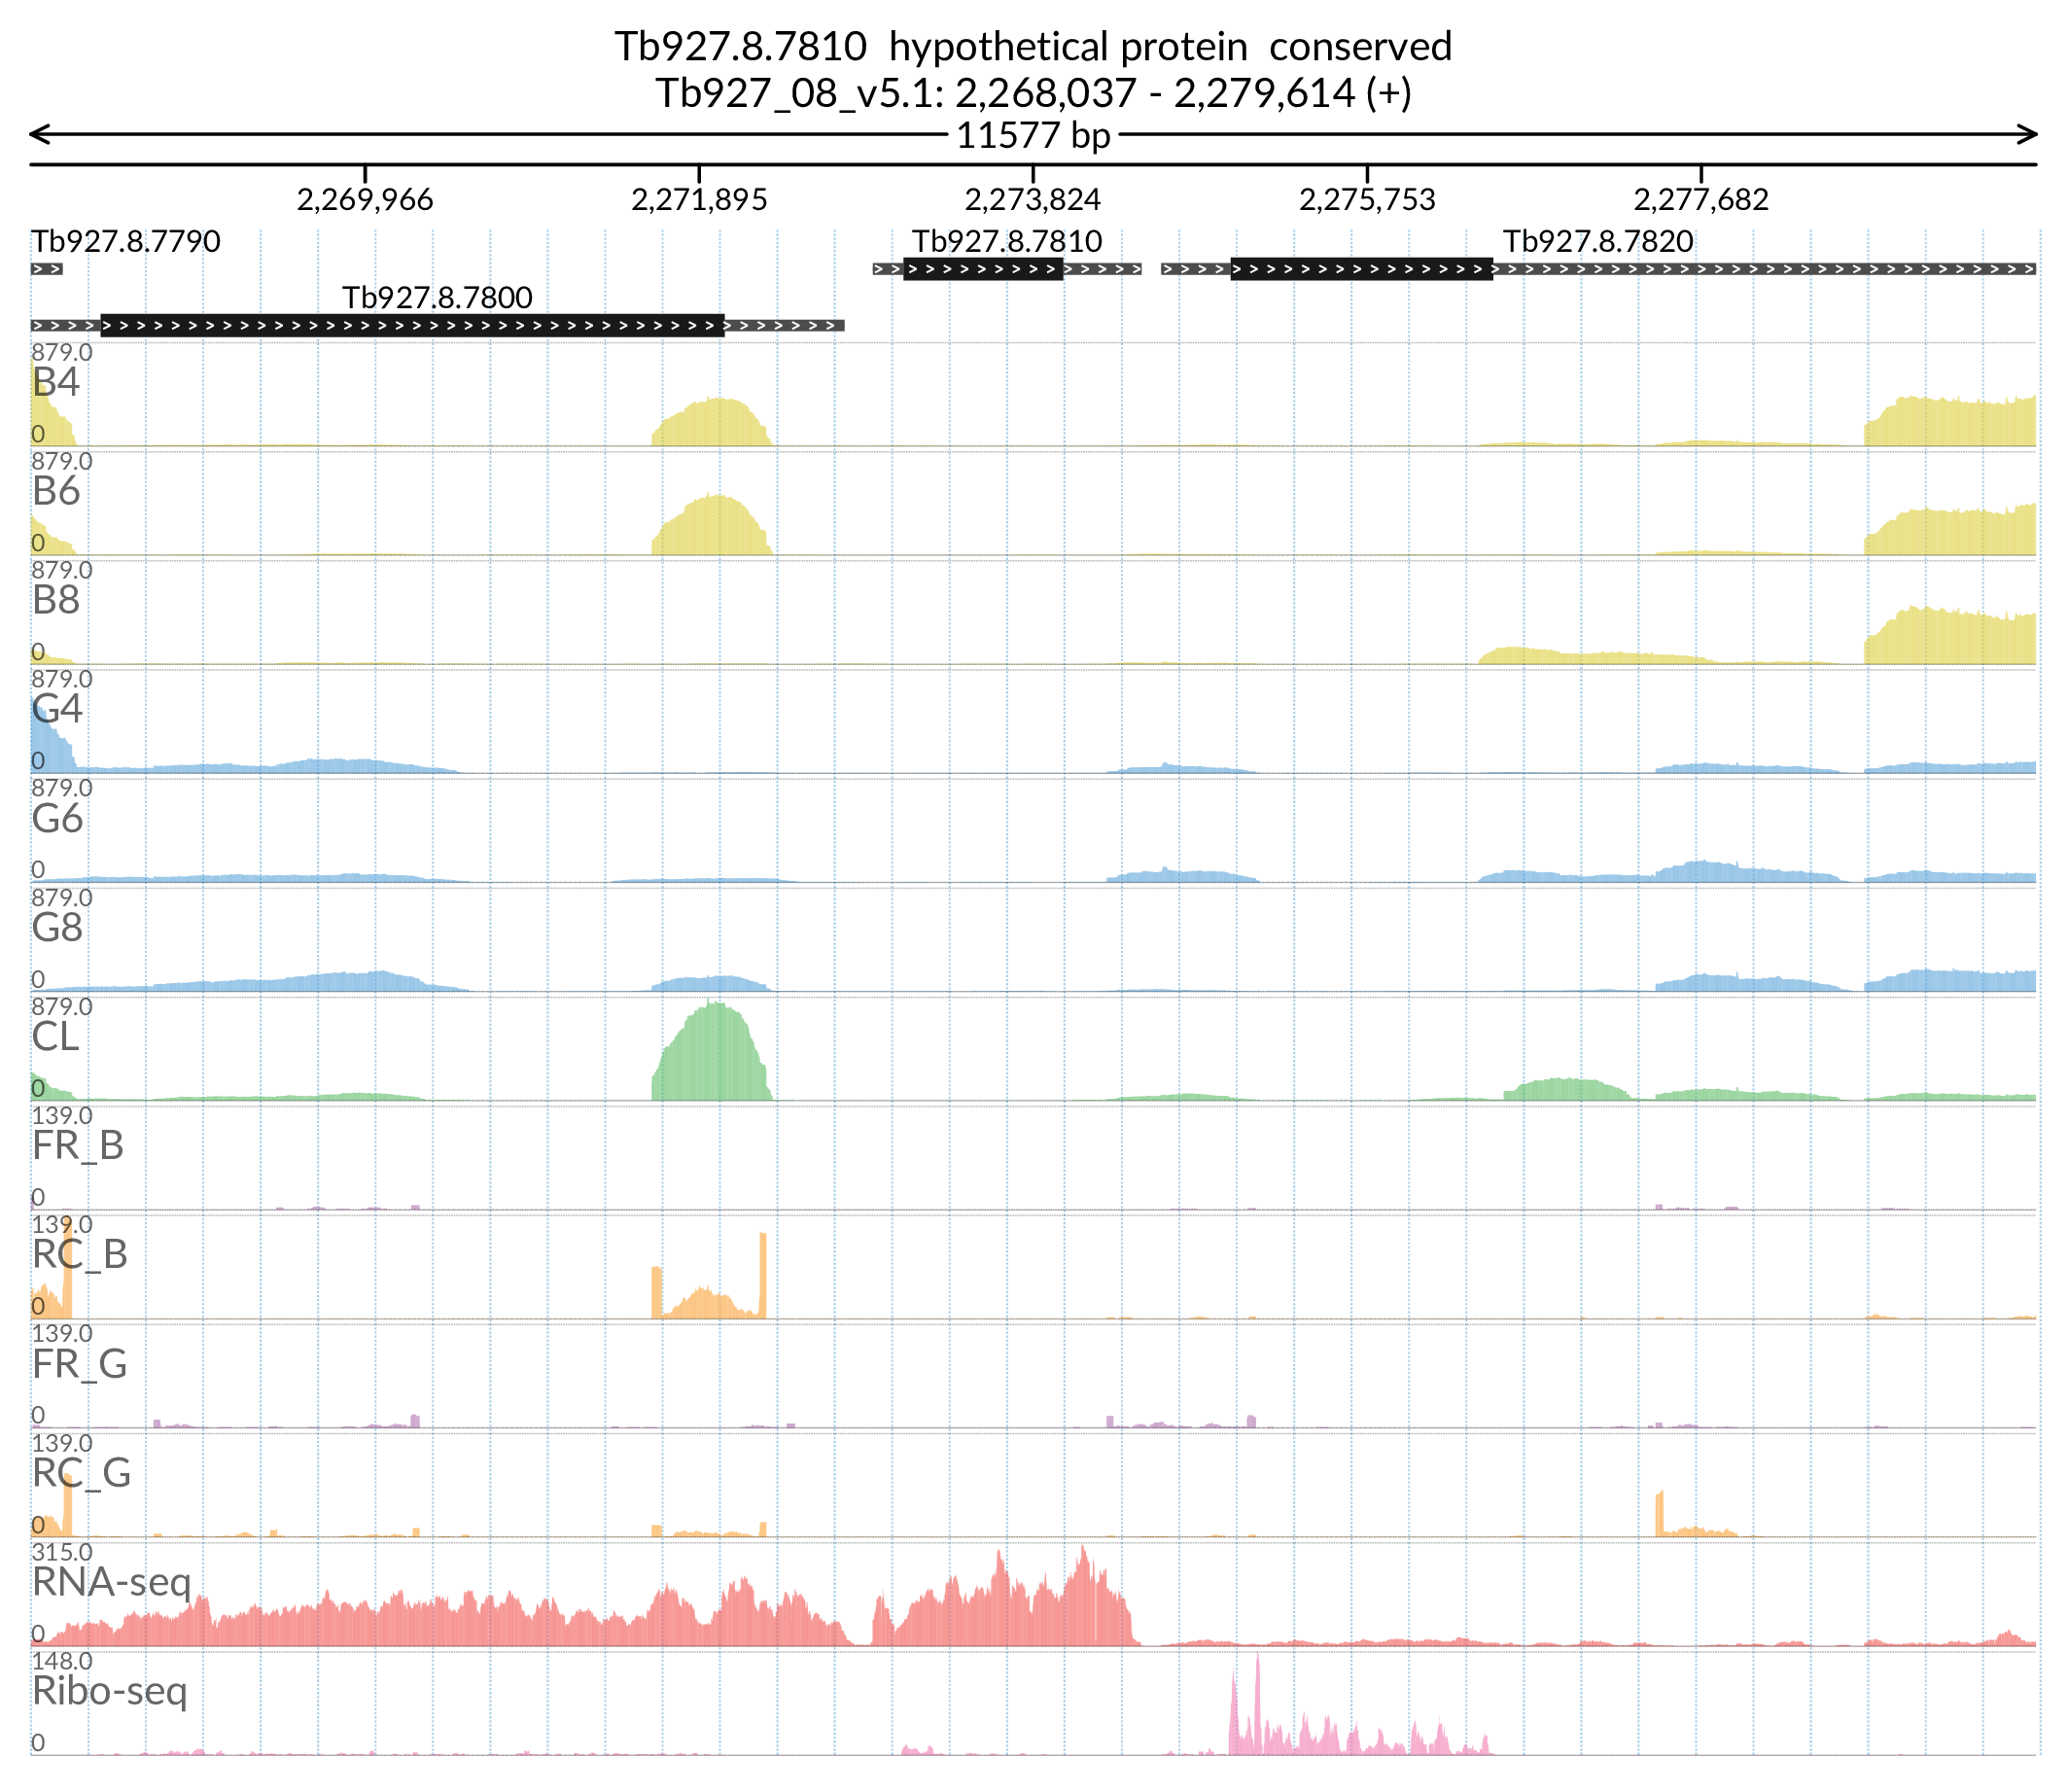 Tb927.8.7810  hypothetical protein  conserved
Tb927_08_v5.1: 2,268,037 - 2,279,614 (+)
11577 bp
2,269,966 2,271,895 2,273,824 2,275,753 2,277,682
Tb927.8.7790 Tb927.8.7810 Tb927.8.7820
Tb927.8.7800
879.0
B4
0
879.0
B6
0
879.0
B8
0
879.0
G4
0
879.0
G6
0
879.0
G8
0
879.0
CL
0
139.0
FR_B
0
139.0
RC_B
0
139.0
FR_G
0
139.0
RC_G
0
315.0
RNA-seq
0
148.0
Ribo-seq
0